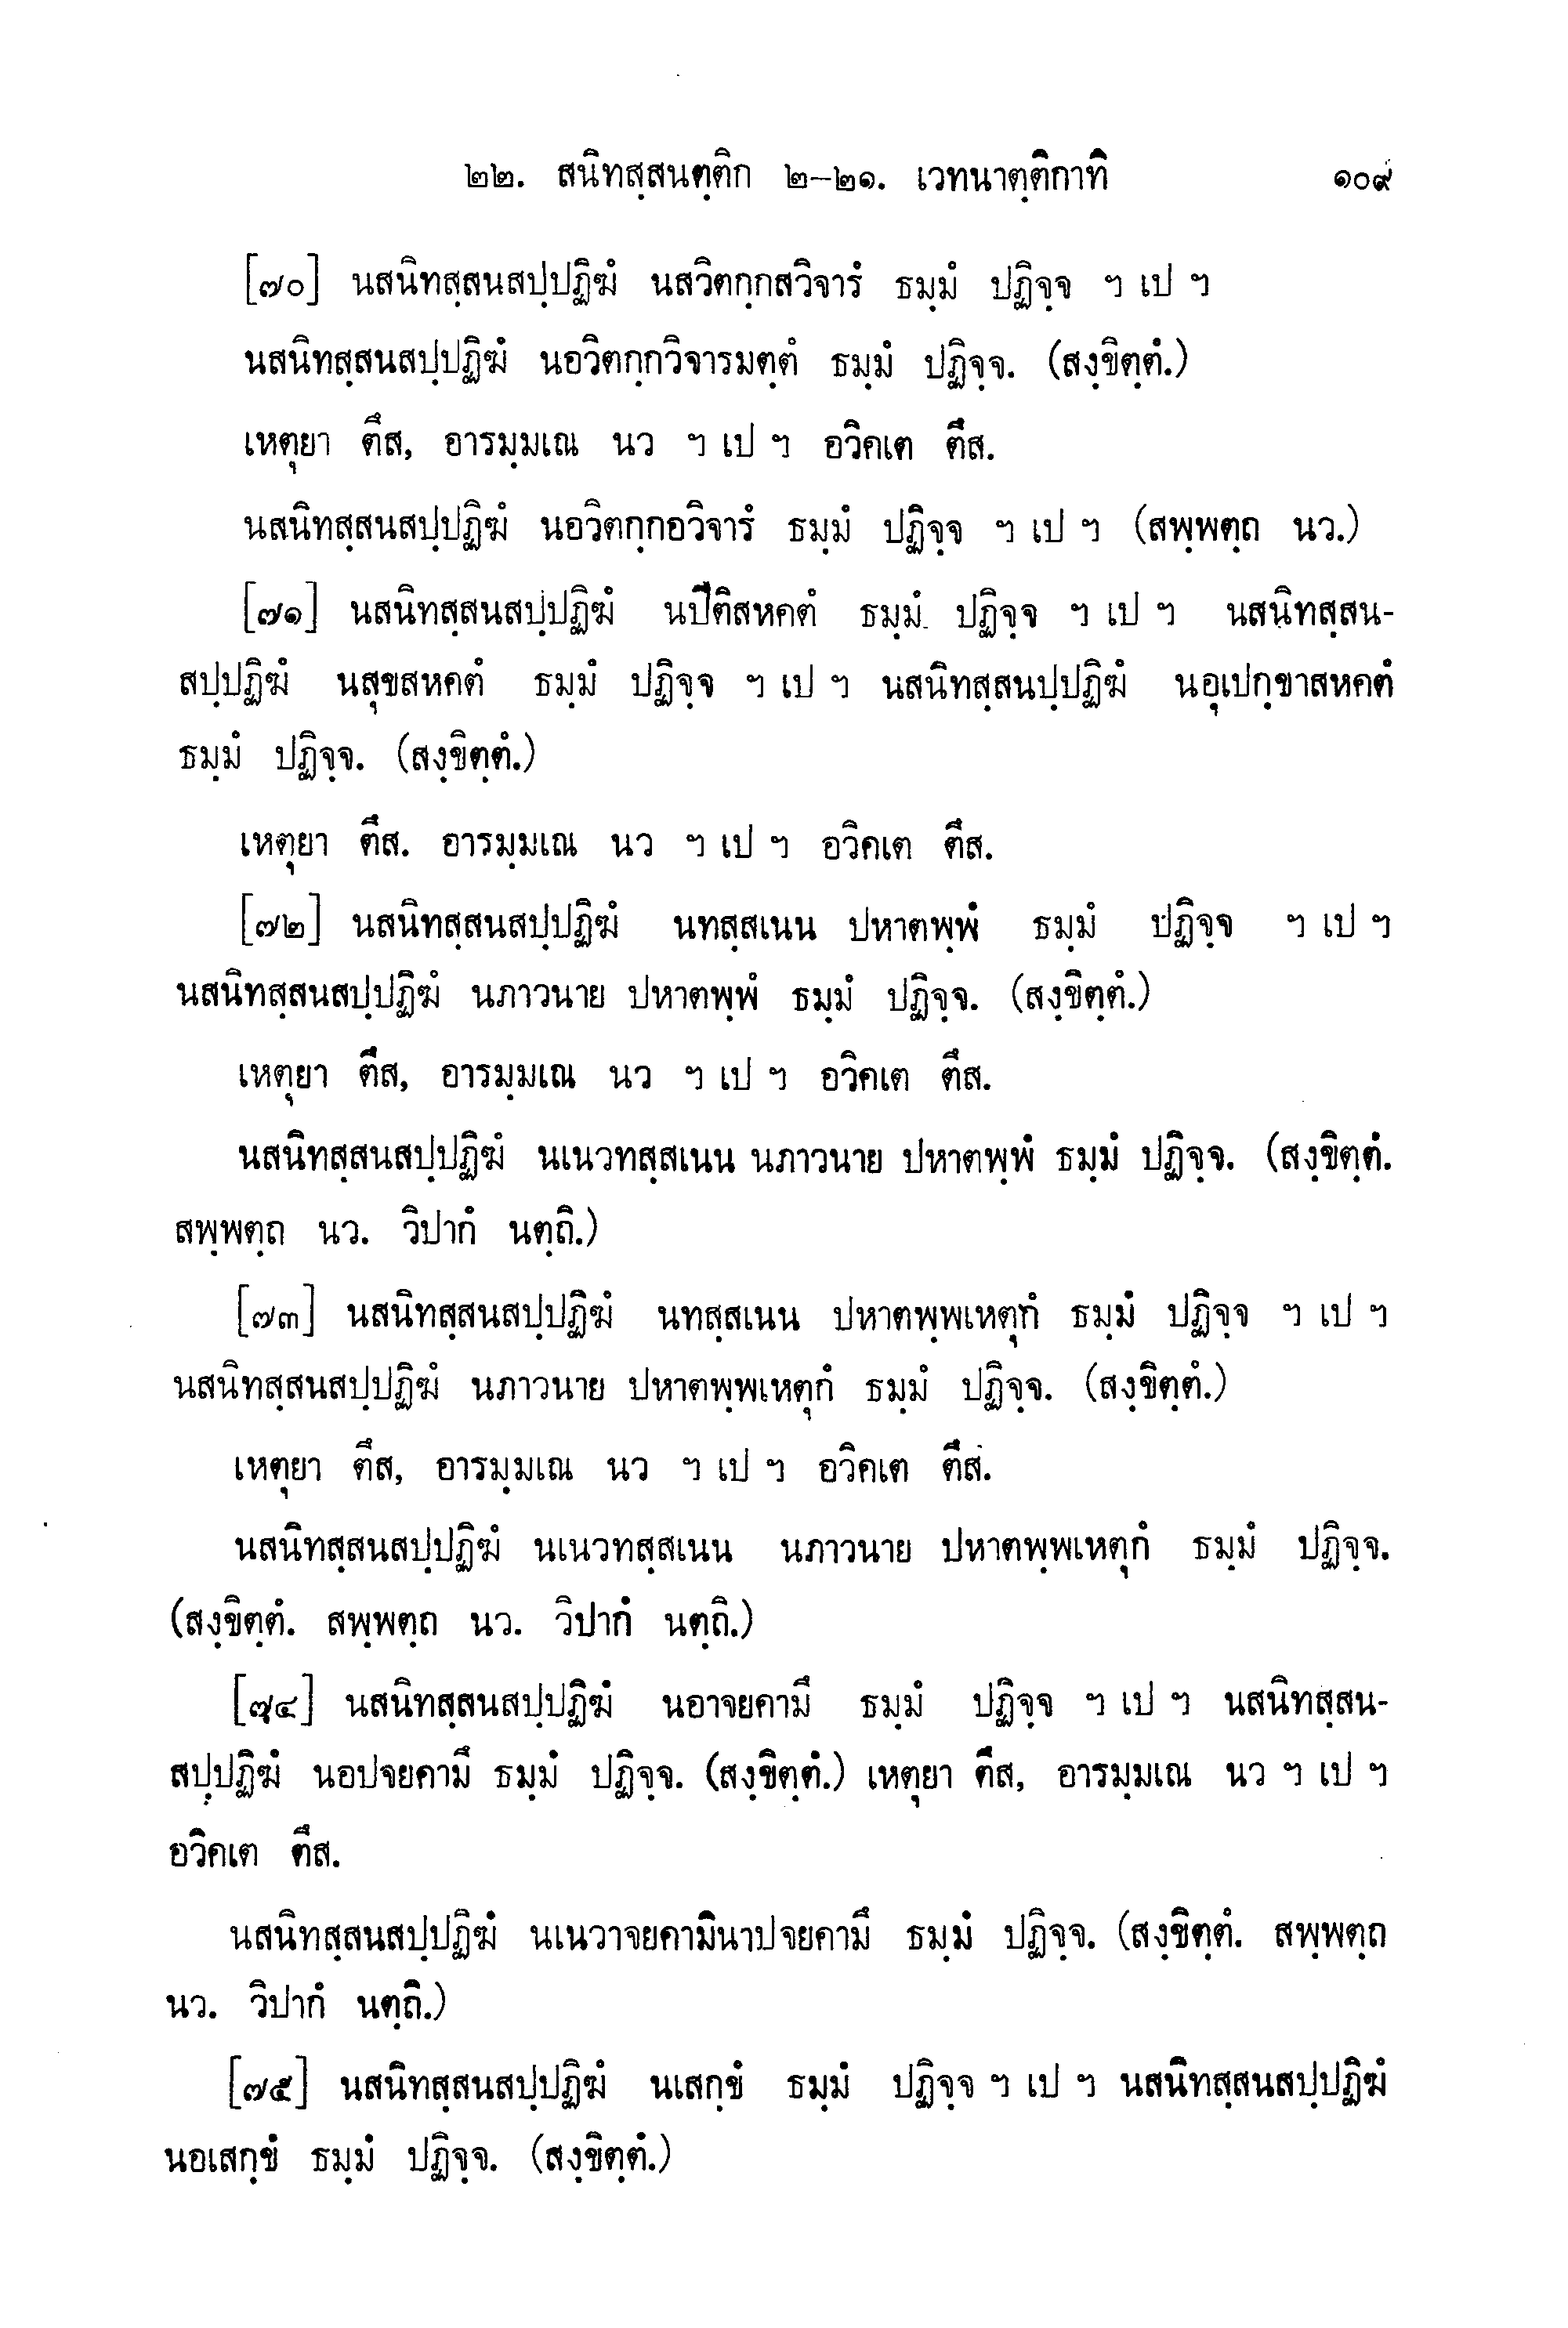 ๒๒. สนิทสฺสนตฺติก ๒–๒๑. เวทนาตฺติกาทิ ๑๐๙
[๗๐] นสนิทสฺสนสปฺปฏิฆํ นสวิตกฺกสวิจารํ ธมฺมํ ปฏิจฺจ ฯ เป ฯ
นสนิทสฺสนสปฺปฏิฆํ นอวิตกฺกวิจารมตฺตํ ธมฺมํ ปฏิจฺจ. (สงฺขิตฺตํ.)
เหตุยา ตึส, อารมฺมเณ นว ฯ เป ฯ อวิคเต ตึส.
นสนิทสฺสนสปฺปฏิฆํ นอวิตกฺกอวิจารํ ธมฺมํ ปฏิจฺจ ฯ เป ฯ (สพฺพตฺถ นว.)
[๗๑] นสนิทสฺสนสปฺปฏิฆํ นปีติสหคตํ ธมฺมํ ปฏิจฺจ ฯ เป ฯ นสนิทสฺสน-
สปฺปฏิฆํ นสุขสหคตํ ธมฺมํ ปฏิจฺจ ฯ เป ฯ นสนิทสฺสนปฺปฏิฆํ นอุเปกฺขาสหคตํ
ธมฺมํ ปฏิจฺจ. (สงฺขิตฺตํ.)
เหตุยา ตึส. อารมฺมเณ นว ฯ เป ฯ อวิคเต ตึส.
[๗๒] นสนิทสฺสนสปฺปฏิฆํ นทสฺสเนน ปหาตพฺพํ ธมฺมํ ปฏิจฺจ ฯ เป ฯ
นสนิทสฺสนสปฺปฏิฆํ นภาวนาย ปหาตพฺพํ ธมฺมํ ปฏิจฺจ. (สงฺขิตฺตํ.)
เหตุยา ตึส, อารมฺมเณ นว ฯ เป ฯ อวิคเต ตึส.
นสนิทสฺสนสปฺปฏิฆํ นเนวทสฺสเนน นภาวนาย ปหาตพฺพํ ธมฺมํ ปฏิจฺจ. (สงฺขิตฺตํ.
สพฺพตฺถ นว. วิปากํ นตฺถิ.)
[๗๓] นสนิทสฺสนสปฺปฏิฆํ นทสฺสเนน ปหาตพฺพเหตุกํ ธมฺมํ ปฏิจฺจ ฯ เป ฯ
นสนิทสฺสนสปฺปฏิฆํ นภาวนาย ปหาตพฺพเหตุกํ ธมฺมํ ปฏิจฺจ. (สงฺขิตฺตํ.)
เหตุยา ตึส, อารมฺมเณ นว ฯ เป ฯ อวิคเต ตึส.
นสนิทสฺสนสปฺปฏิฆํ นเนวทสฺสเนน นภาวนาย ปหาตพฺพเหตุกํ ธมฺมํ ปฏิจฺจ.
(สงฺขิตฺตํ. สพฺพตฺถ นว. วิปากํ นตฺถิ.)
[๗๔] นสนิทสฺสนสปฺปฏิฆํ นอาจยคามึ ธมฺมํ ปฏิจฺจ ฯ เป ฯ นสนิทสฺสน-
สปฺปฏิฆํ นอปจยคามึ ธมฺมํ ปฏิจฺจ. (สงฺขิตฺตํ.) เหตุยา ตึส, อารมฺมเณ นว ฯ เป ฯ
อวิคเต ตึส.
นสนิทสฺสนสปฺปฏิฆํ นเนวาจยคามินาปจยคามึ ธมฺมํ ปฏิจฺจ. (สงฺขิตฺตํ. สพฺพตฺถ
นว. วิปากํ นตฺถิ.)
[๗๕] นสนิทสฺสนสปฺปฏิฆํ นเสกฺขํ ธมฺมํ ปฏิจฺจ ฯ เป ฯ นสนิทสฺสนสปฺปฏิฆํ
นอเสกฺขํ ธมฺมํ ปฏิจฺจ. (สงฺขิตฺตํ.)